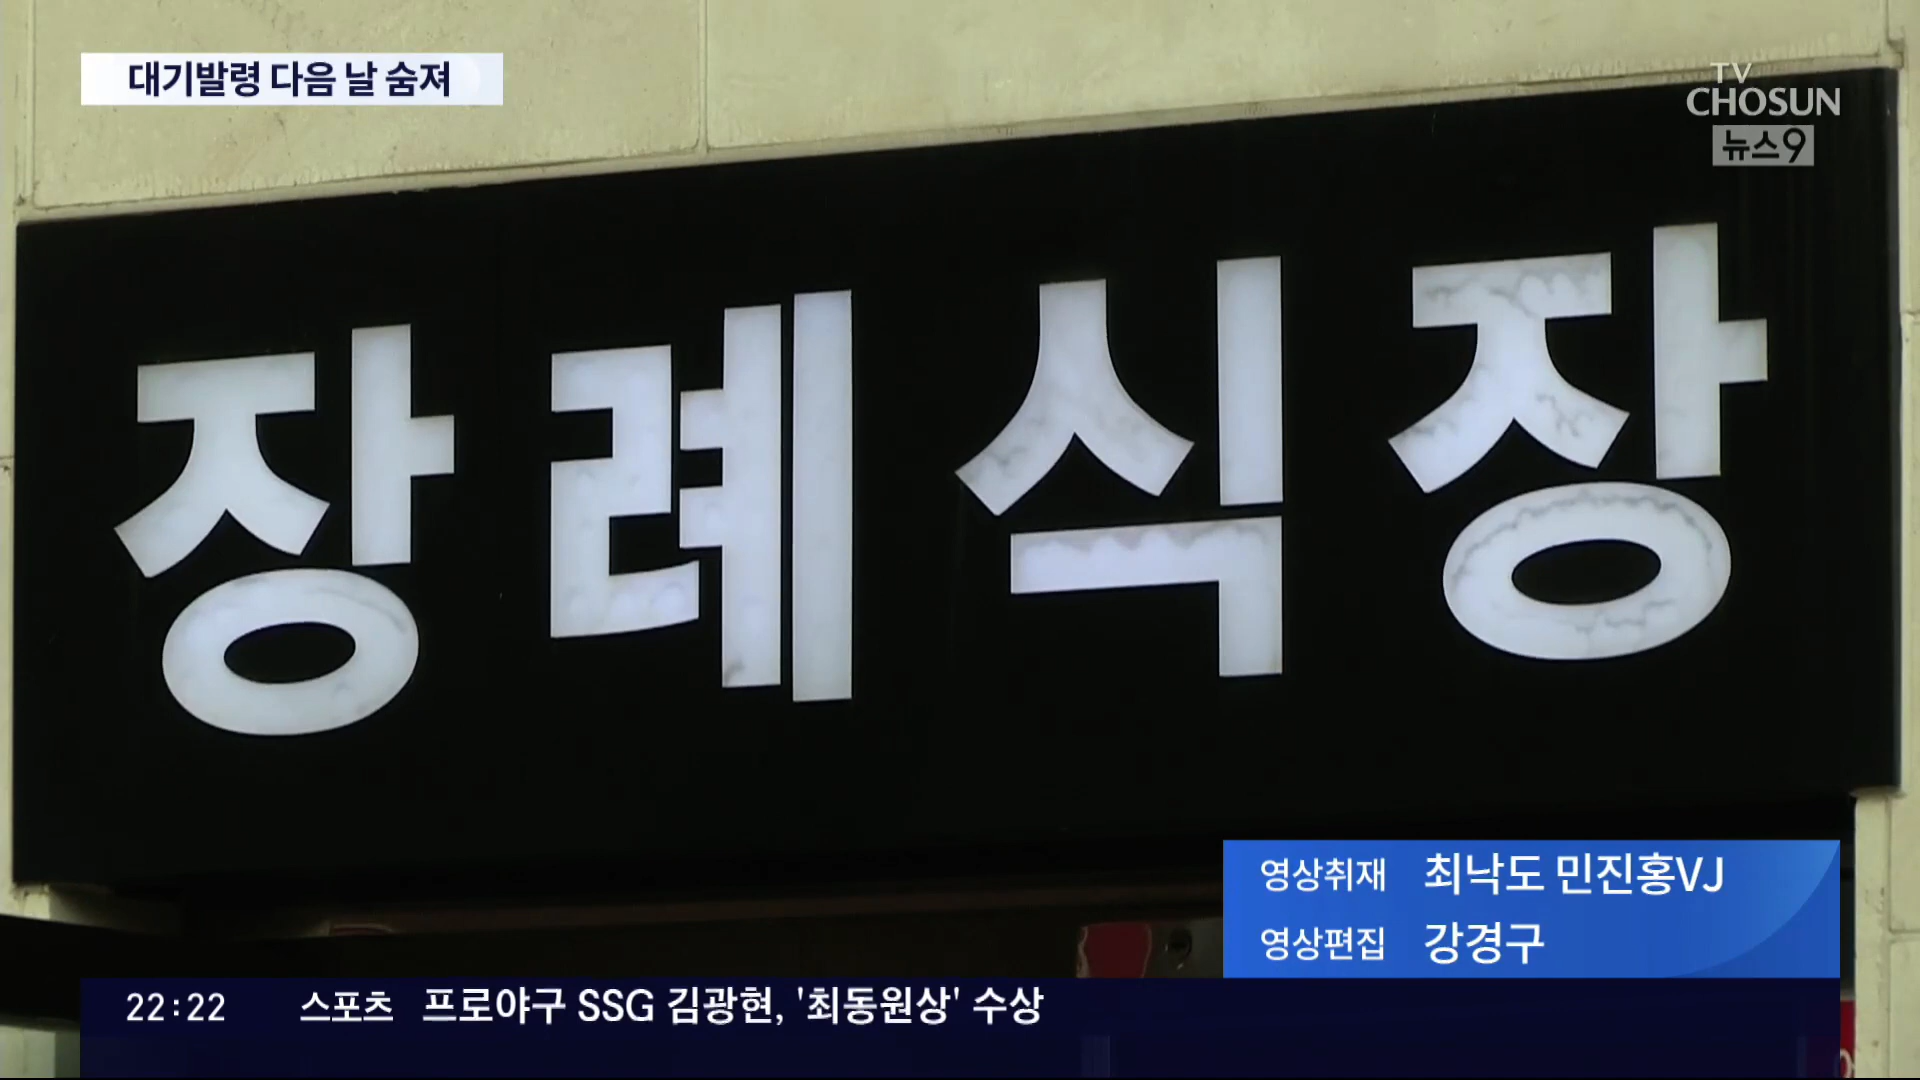 대기발령 다음 날 숨져
TV
CHOSUN
뉴스9
장례식장
영상취재 최낙도 민진홍VJ
영상편집 강경구
22:22 스포츠 프로야구 SSG 김광현, '최동원상' 수상